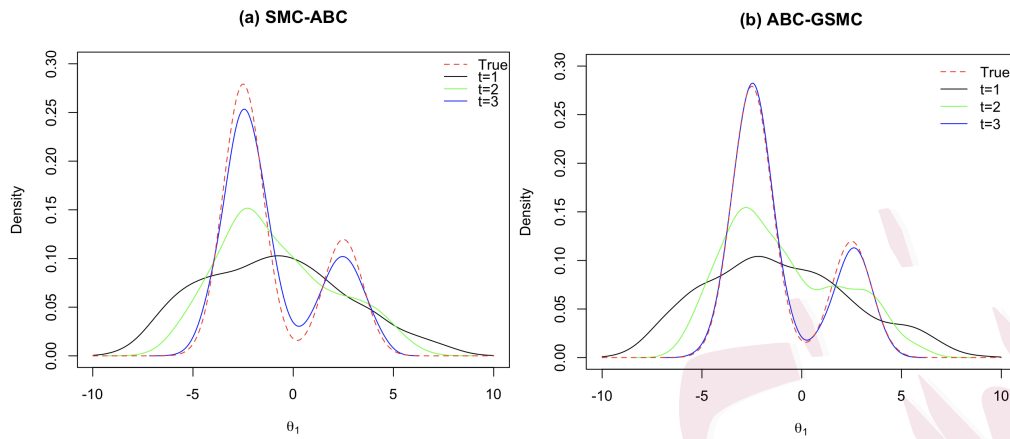 (a) SMC-ABC
Density
0.30
0.25
0.20
0.15
0.10
0.05
0.00
True
t=1
t=2
t=3
-10 -5 0 5 10
θ₁
(b) ABC-GSMC
Density
0.30
0.25
0.20
0.15
0.10
0.05
0.00
True
t=1
t=2
t=3
-10 -5 0 5 10
θ₁